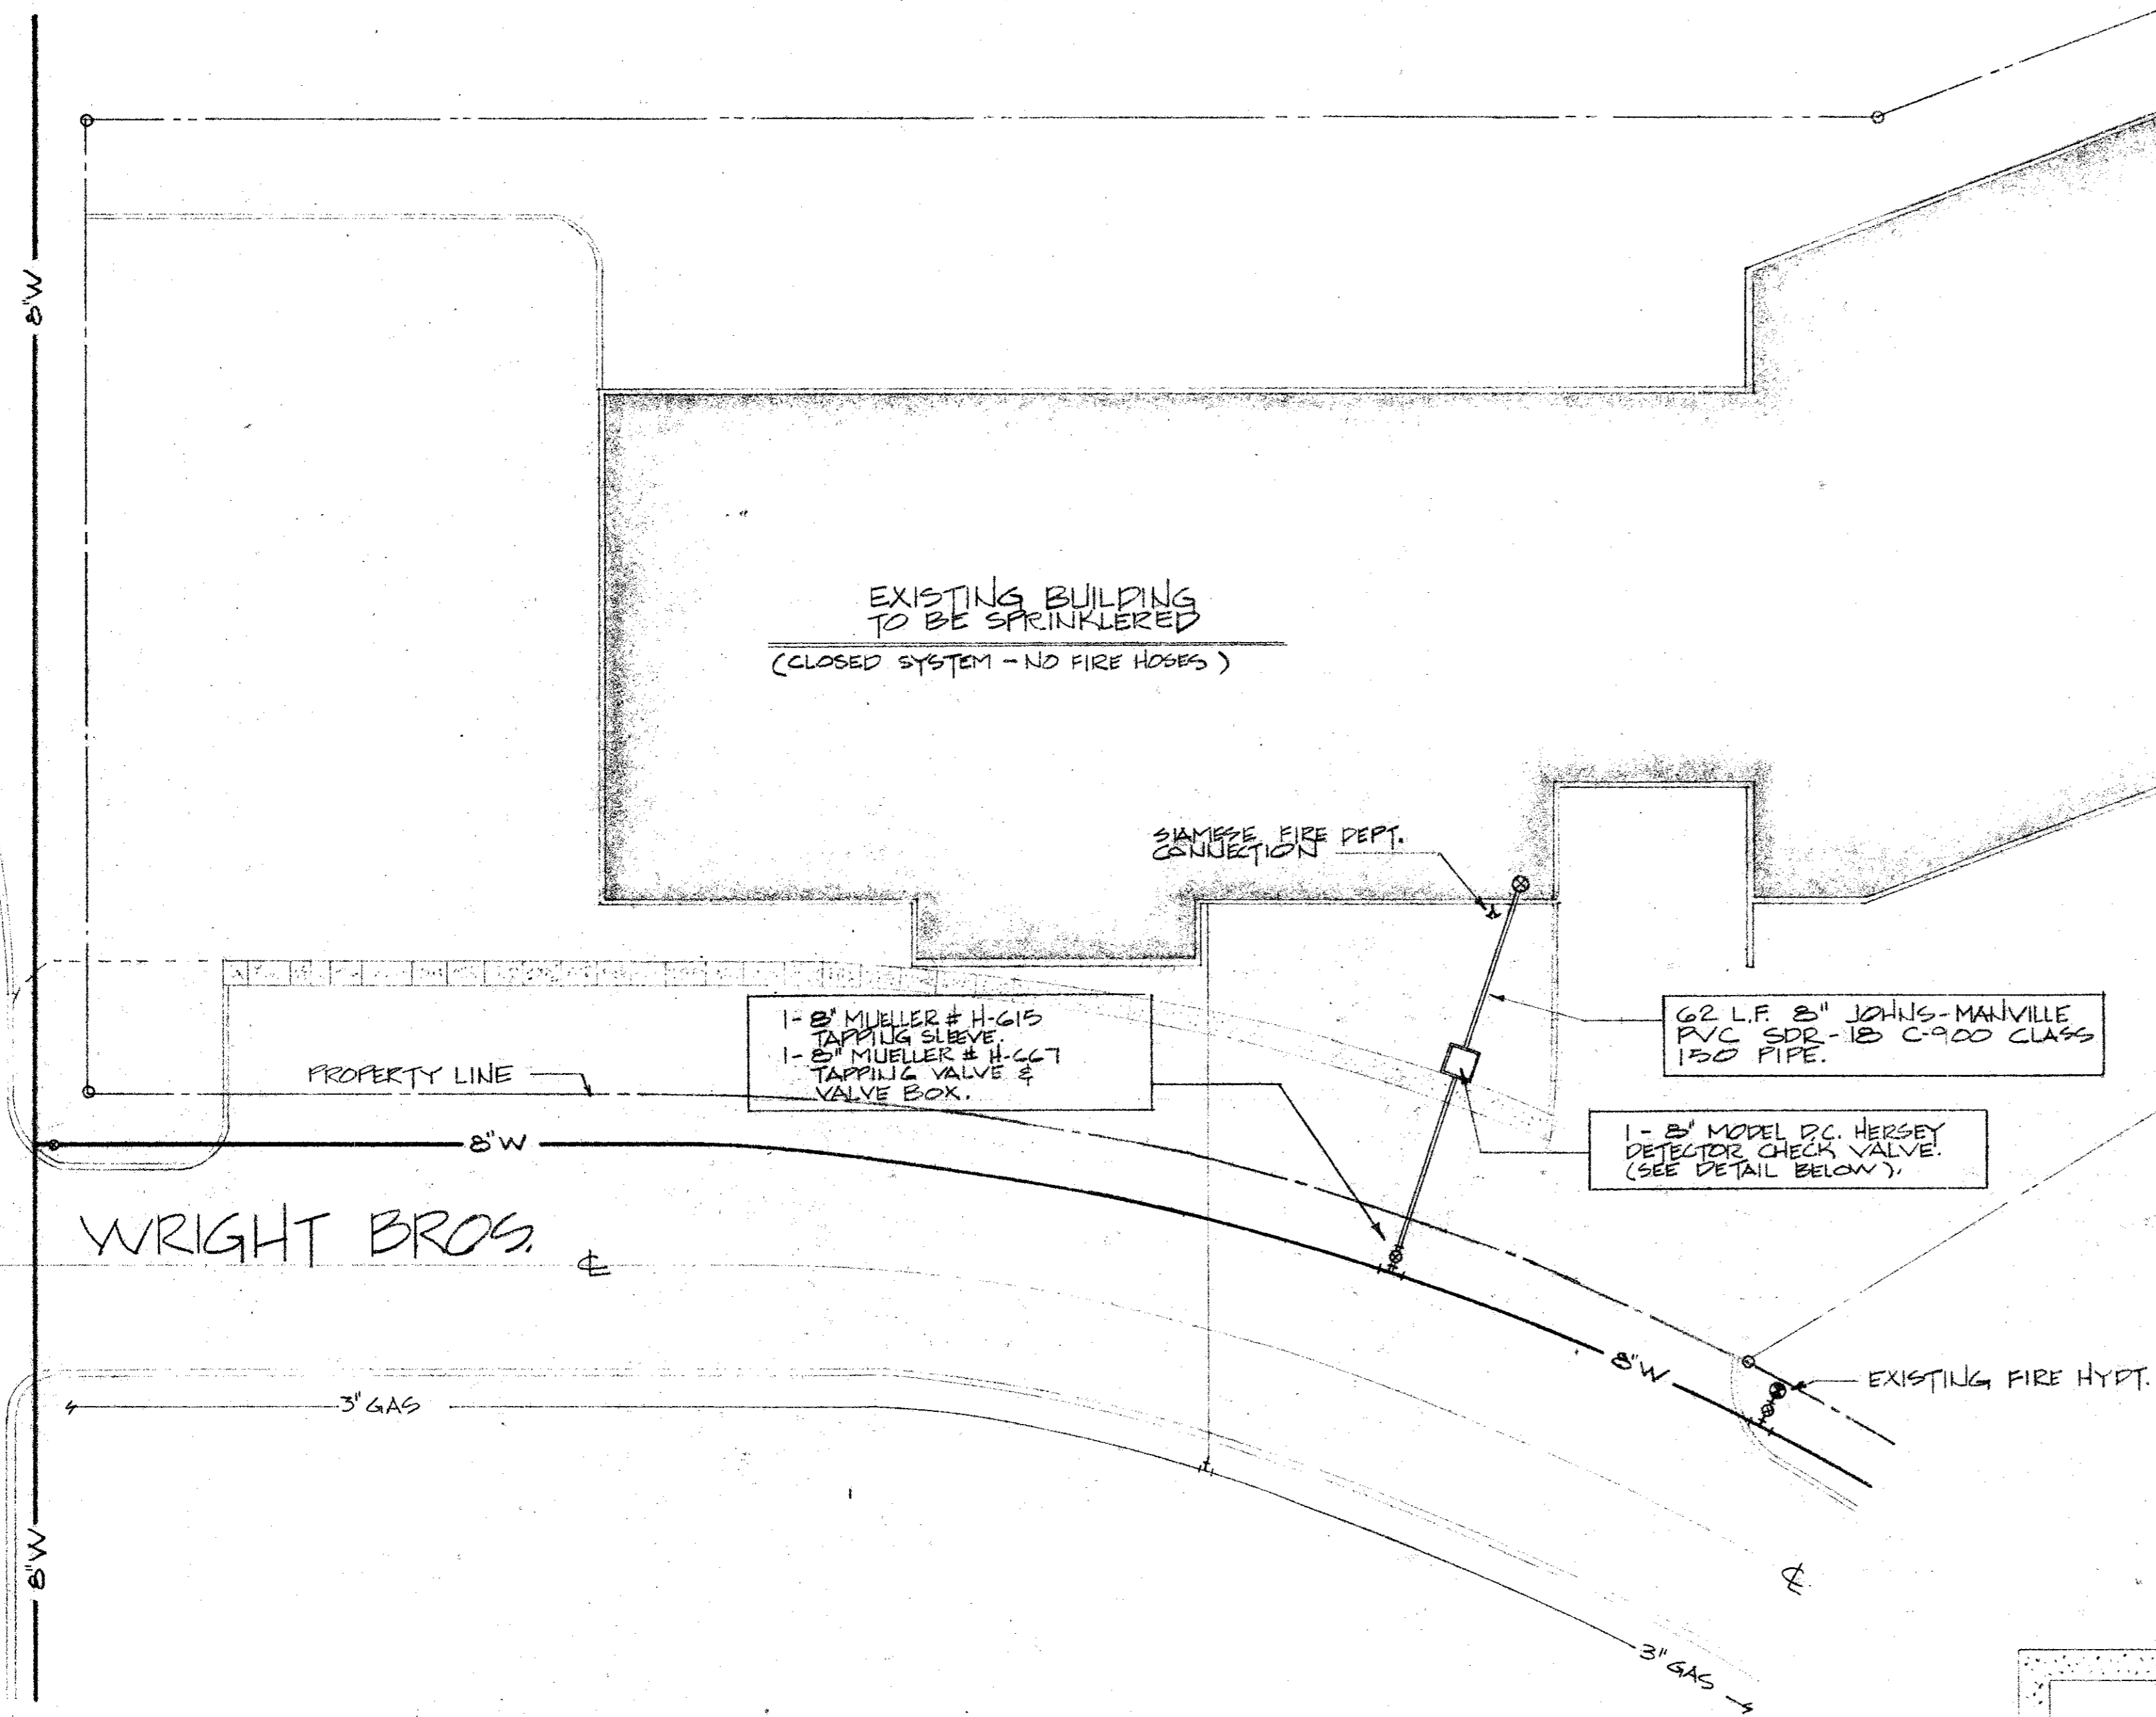 8"W
EXISTING BUILDING
TO BE SPRINKLERED
(CLOSED SYSTEM - NO FIRE HOSES)
SIAMESE FIRE DEPT.
CONNECTION
1- 8" MUELLER # H-615
TAPPING SLEEVE.
1- 8" MUELLER # H-667
TAPPING VALVE &
VALVE BOX.
62 L.F. 8" JOHNS-MANVILLE
PVC SDR-18 C-900 CLASS
150 PIPE.
PROPERTY LINE
1- 8" MODEL D.C. HERSEY
DETECTOR CHECK VALVE.
(SEE DETAIL BELOW).
8"W
WRIGHT BROS.
℄
8"W
EXISTING FIRE HYDT.
3" GAS
8"W
℄
3" GAS